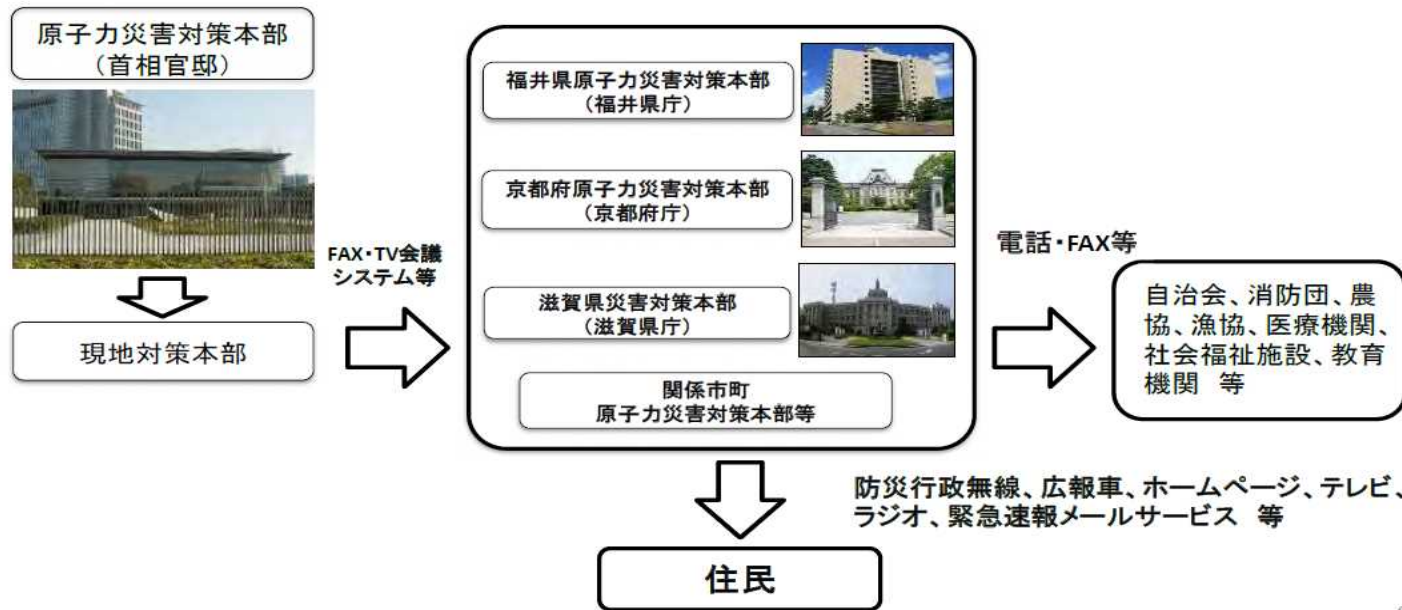 原子力災害対策本部
（首相官邸）
現地対策本部
FAX・TV会議
システム等
福井県原子力災害対策本部
（福井県庁）
京都府原子力災害対策本部
（京都府庁）
滋賀県災害対策本部
（滋賀県庁）
関係市町
原子力災害対策本部等
電話・FAX等
自治会、消防団、農
協、漁協、医療機関、
社会福祉施設、教育
機関　等
防災行政無線、広報車、ホームページ、テレビ、
ラジオ、緊急速報メールサービス　等
住民